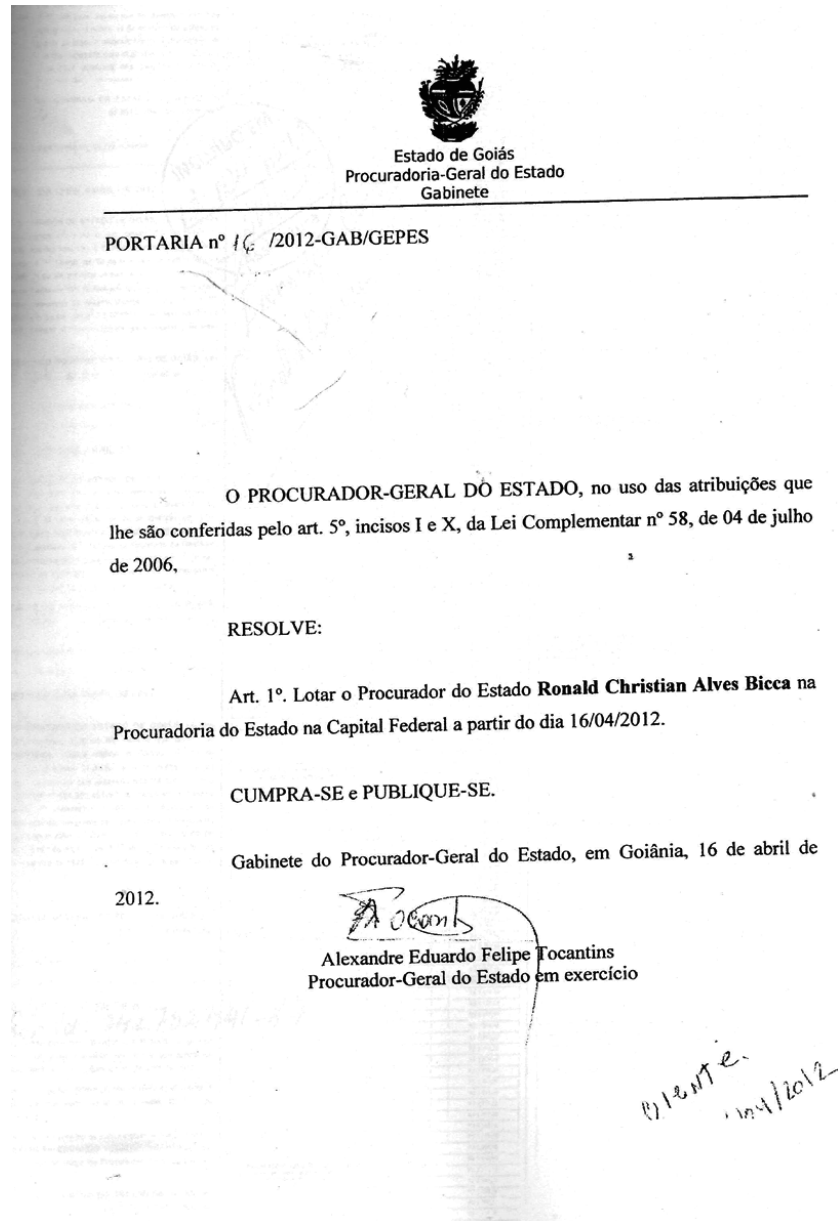 Estado de Goiás
Procuradoria-Geral do Estado
Gabinete
PORTARIA nº 16 /2012-GAB/GEPES
O PROCURADOR-GERAL DO ESTADO, no uso das atribuições que
lhe são conferidas pelo art. 5º, incisos I e X, da Lei Complementar nº 58, de 04 de julho
de 2006,
RESOLVE:
Art. 1º. Lotar o Procurador do Estado Ronald Christian Alves Bicca na
Procuradoria do Estado na Capital Federal a partir do dia 16/04/2012.
CUMPRA-SE e PUBLIQUE-SE.
Gabinete do Procurador-Geral do Estado, em Goiânia, 16 de abril de
2012.
Alexandre Eduardo Felipe Tocantins
Procurador-Geral do Estado em exercício
ciente.
/04/2012